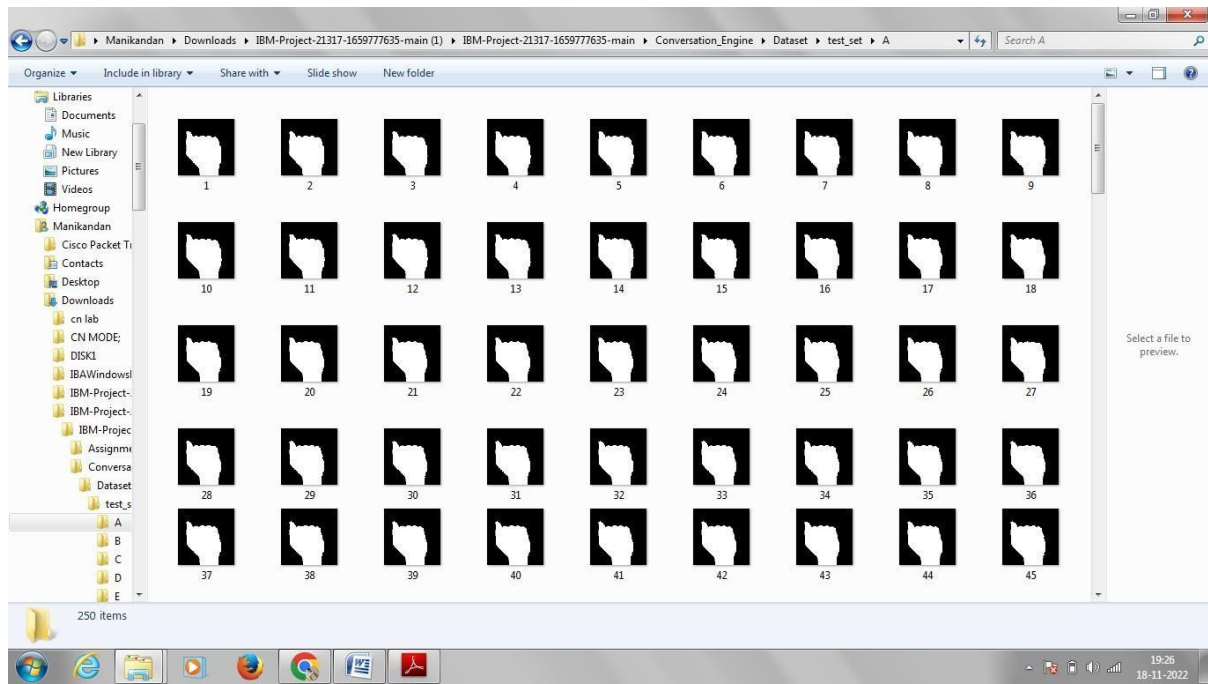 Manikandan ▸ Downloads ▸ IBM-Project-21317-1659777635-main (1) ▸ IBM-Project-21317-1659777635-main ▸ Conversation_Engine ▸ Dataset ▸ test_set ▸ A
Search A
Organize Include in library Share with Slide show New folder
Libraries
Documents
Music
New Library
Pictures
Videos
Homegroup
Manikandan
Cisco Packet Tr
Contacts
Desktop
Downloads
cn lab
CN MODE;
DISK1
IBAWindowsl
IBM-Project-
IBM-Project-
IBM-Projec
Assignme
Conversa
Dataset
test_s
A
B
C
D
E
1 2 3 4 5 6 7 8 9
10 11 12 13 14 15 16 17 18
19 20 21 22 23 24 25 26 27
28 29 30 31 32 33 34 35 36
37 38 39 40 41 42 43 44 45
Select a file to
preview.
250 items
19:26
18-11-2022